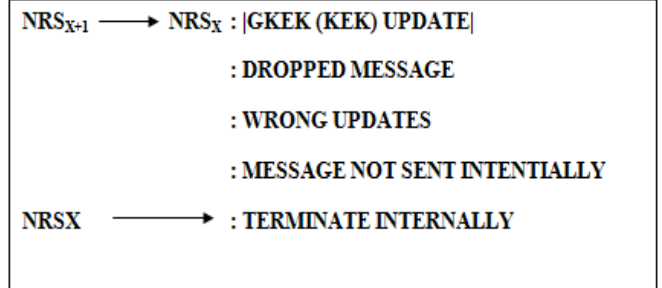 NRSX+1 ⟶ NRSX : |GKEK (KEK) UPDATE|
: DROPPED MESSAGE
: WRONG UPDATES
: MESSAGE NOT SENT INTENTIALLY
NRSX ⟶ : TERMINATE INTERNALLY